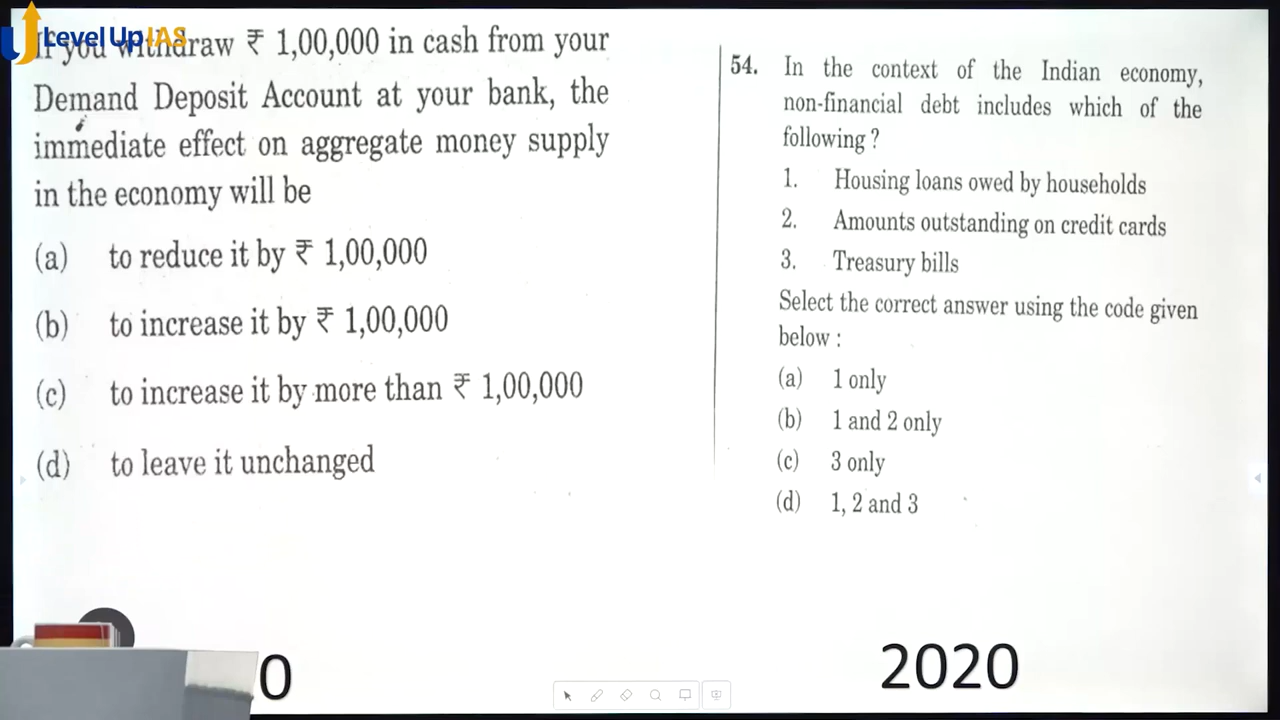 Level Up IAS
If you withdraw ₹ 1,00,000 in cash from your
Demand Deposit Account at your bank, the
immediate effect on aggregate money supply
in the economy will be
(a) to reduce it by ₹ 1,00,000
(b) to increase it by ₹ 1,00,000
(c) to increase it by more than ₹ 1,00,000
(d) to leave it unchanged
0
54. In the context of the Indian economy,
non-financial debt includes which of the
following ?
1. Housing loans owed by households
2. Amounts outstanding on credit cards
3. Treasury bills
Select the correct answer using the code given
below :
(a) 1 only
(b) 1 and 2 only
(c) 3 only
(d) 1, 2 and 3
2020